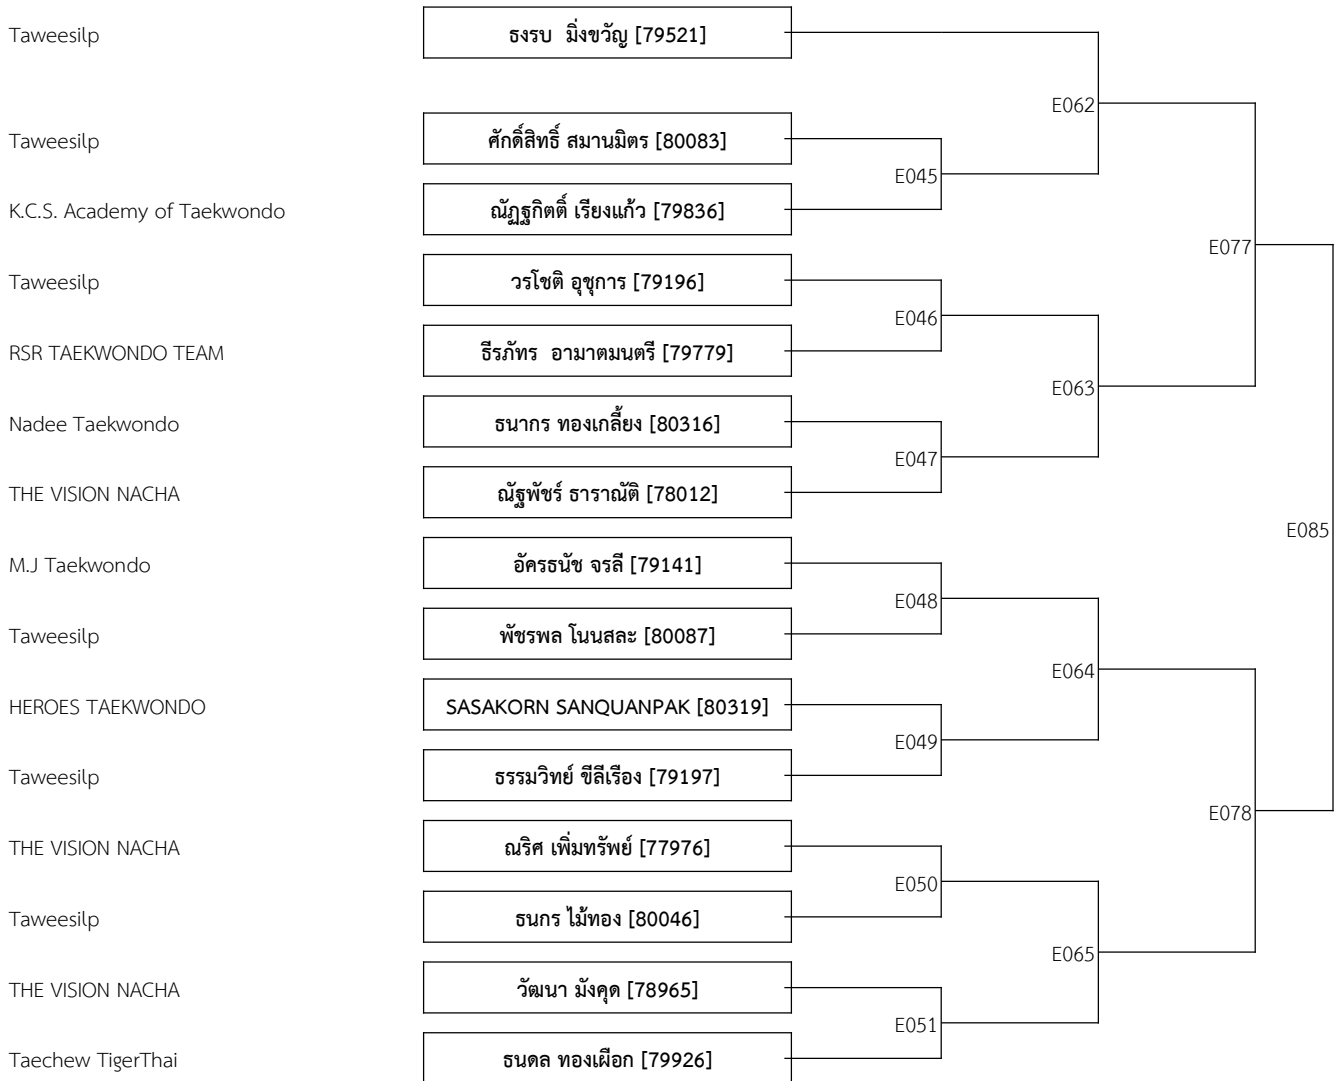 Taweesilp ธงรบ  มิ่งขวัญ [79521]
E062
Taweesilp ศักดิ์สิทธิ์ สมานมิตร [80083]
E045
K.C.S. Academy of Taekwondo ณัฏฐกิตติ์ เรียงแก้ว [79836]
E077
Taweesilp วรโชติ อุชุการ [79196]
E046
RSR TAEKWONDO TEAM ธีรภัทร  อามาตมนตรี [79779]
E063
Nadee Taekwondo ธนากร ทองเกลี้ยง [80316]
E047
THE VISION NACHA ณัฐพัชร์ ธาราณัติ [78012]
E085
M.J Taekwondo อัครธนัช จรลี [79141]
E048
Taweesilp พัชรพล โนนสละ [80087]
E064
HEROES TAEKWONDO SASAKORN SANQUANPAK [80319]
E049
Taweesilp ธรรมวิทย์ ขีลีเรือง [79197]
E078
THE VISION NACHA ณริศ เพิ่มทรัพย์ [77976]
E050
Taweesilp ธนกร ไม้ทอง [80046]
E065
THE VISION NACHA วัฒนา มังคุด [78965]
E051
Taechew TigerThai ธนดล ทองเผือก [79926]